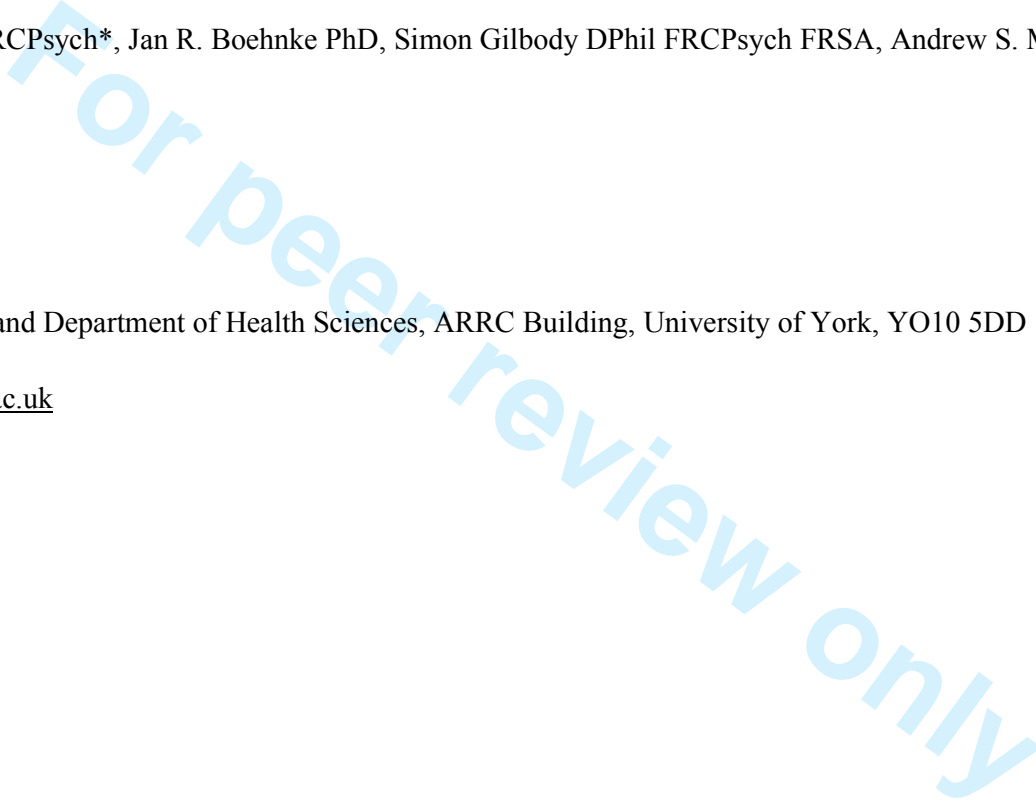 RCPsych*, Jan R. Boehnke PhD, Simon Gilbody DPhil FRCPsych FRSA, Andrew S. M
and Department of Health Sciences, ARRC Building, University of York, YO10 5DD
ac.uk
For peer review only